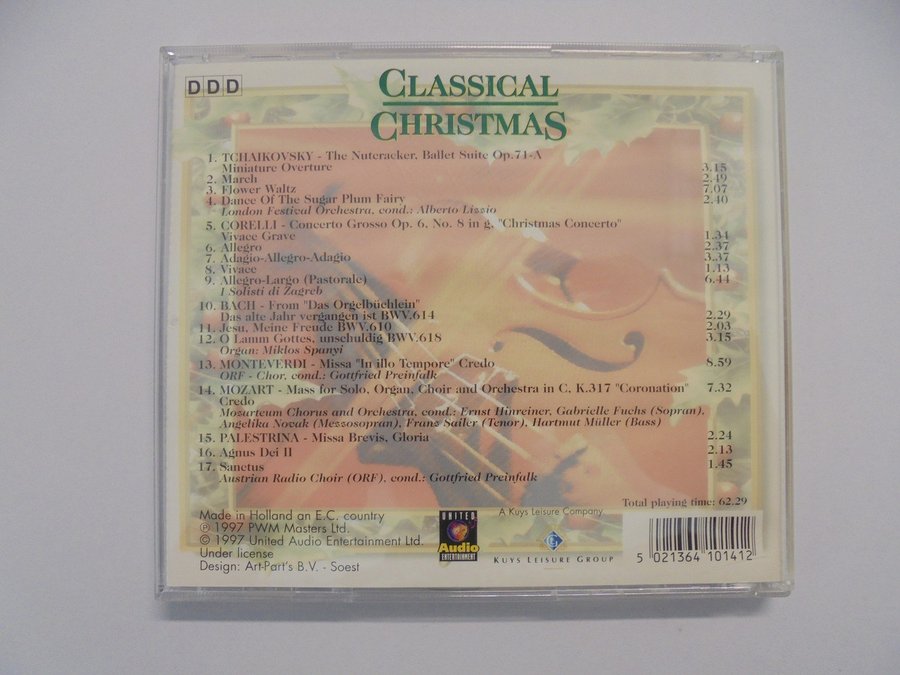 DDD
CLASSICAL
CHRISTMAS
1. TCHAIKOVSKY - The Nutcracker, Ballet Suite Op.71-A
Miniature Overture 3.15
2. March 2.49
3. Flower Waltz 7.07
4. Dance Of The Sugar Plum Fairy 2.40
London Festival Orchestra, cond.: Alberto Lizzio
5. CORELLI - Concerto Grosso Op. 6, No. 8 in g, "Christmas Concerto"
Vivace Grave 1.34
6. Allegro 2.37
7. Adagio-Allegro-Adagio 3.37
8. Vivace 1.13
9. Allegro-Largo (Pastorale) 6.44
I Solisti di Zagreb
10. BACH - From "Das Orgelbüchlein"
Das alte Jahr vergangen ist BWV.614 2.29
11. Jesu, Meine Freude BWV.610 2.03
12. O Lamm Gottes, unschuldig BWV.618 3.15
Organ: Miklos Spanyi
13. MONTEVERDI - Missa "In illo Tempore" Credo 8.59
ORF - Chor, cond.: Gottfried Preinfalk
14. MOZART - Mass for Solo, Organ, Choir and Orchestra in C, K.317 "Coronation" 7.32
Credo
Mozarteum Chorus and Orchestra, cond.: Ernst Hinreiner, Gabrielle Fuchs (Sopran),
Angelika Novak (Mezzosopran), Frans Sailer (Tenor), Hartmut Müller (Bass)
15. PALESTRINA - Missa Brevis, Gloria 2.24
16. Agnus Dei II 2.13
17. Sanctus 1.45
Austrian Radio Choir (ORF), cond.: Gottfried Preinfalk
Total playing time: 62.29
Made in Holland an E.C. country
℗ 1997 PWM Masters Ltd.
© 1997 United Audio Entertainment Ltd.
Under license
Design: Art-Part's B.V. - Soest
UNITED
Audio
ENTERTAINMENT
A Kuys Leisure Company
KUYS LEISURE GROUP
5 021364 101412